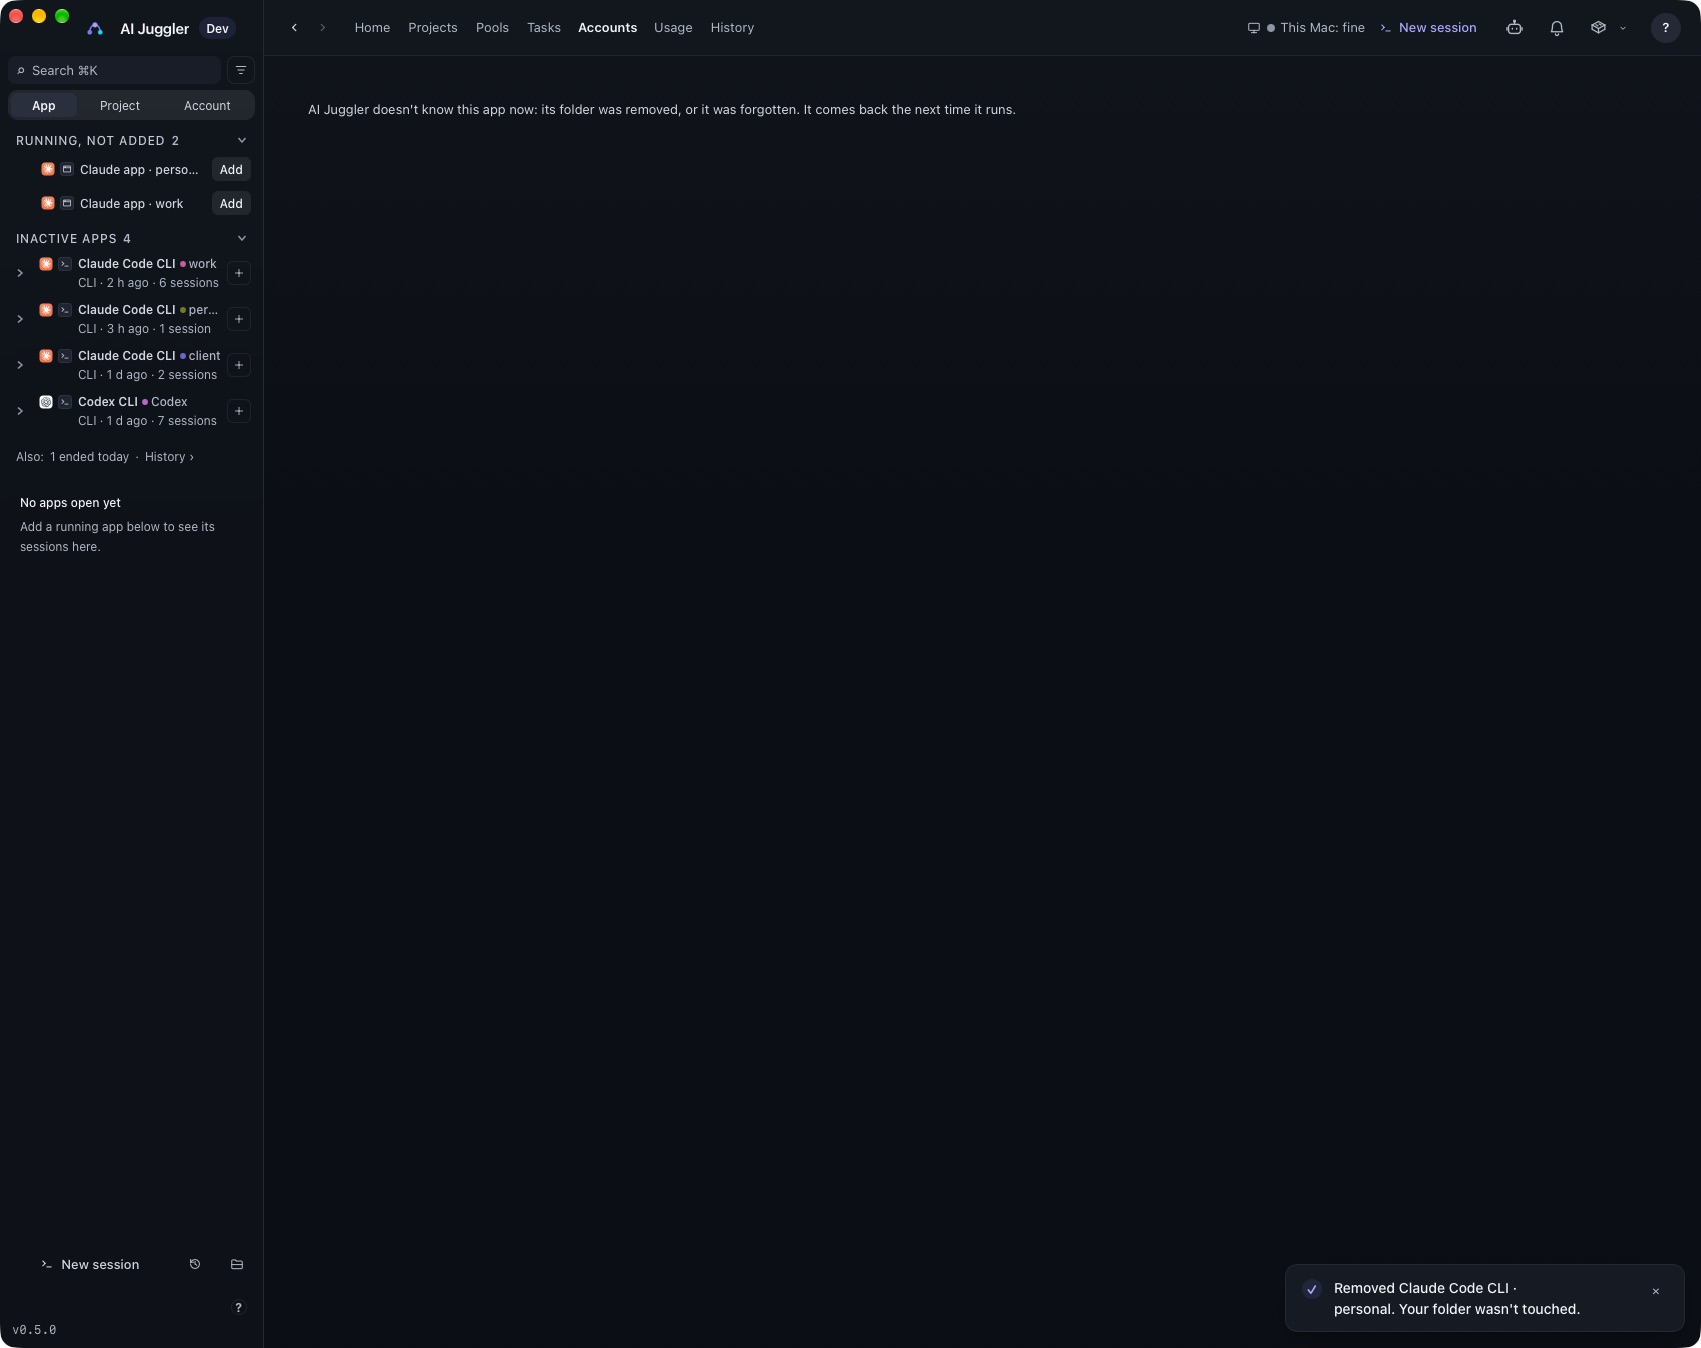 AI Juggler Dev
Search ⌘K
App Project Account
RUNNING, NOT ADDED 2
Claude app · perso... Add
Claude app · work Add
INACTIVE APPS 4
Claude Code CLI work
CLI · 2 h ago · 6 sessions
Claude Code CLI per...
CLI · 3 h ago · 1 session
Claude Code CLI client
CLI · 1 d ago · 2 sessions
Codex CLI Codex
CLI · 1 d ago · 7 sessions
Also: 1 ended today · History ›
No apps open yet
Add a running app below to see its
sessions here.
New session
?
v0.5.0
Home Projects Pools Tasks Accounts Usage History
This Mac: fine New session ?
AI Juggler doesn't know this app now: its folder was removed, or it was forgotten. It comes back the next time it runs.
Removed Claude Code CLI ·
personal. Your folder wasn't touched.